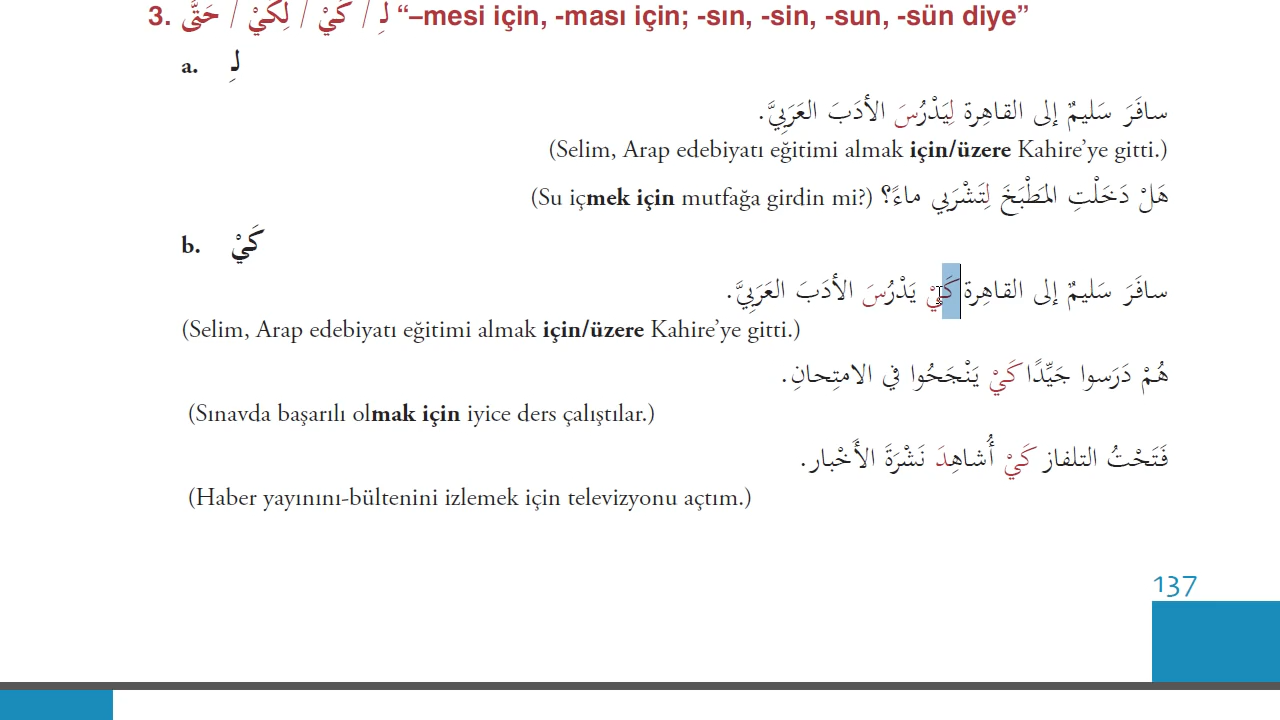 3. لِـ / كَيْ / لِكَيْ / حَتَّى “–mesi için, -ması için; -sın, -sin, -sun, -sün diye”
a. لِـ
سافَرَ سَليمٌ إلى القاهِرة لِيَدْرُسَ الأدَبَ العَرَبِيَّ.
(Selim, Arap edebiyatı eğitimi almak için/üzere Kahire’ye gitti.)
هَلْ دَخَلْتِ المَطْبَخَ لِتَشْرَبي ماءً؟ (Su içmek için mutfağa girdin mi?)
b. كَيْ
سافَرَ سَليمٌ إلى القاهِرة كَيْ يَدْرُسَ الأدَبَ العَرَبِيَّ.
(Selim, Arap edebiyatı eğitimi almak için/üzere Kahire’ye gitti.)
هُمْ دَرَسوا جَيِّدًا كَيْ يَنْجَحُوا في الامتِحانِ.
(Sınavda başarılı olmak için iyice ders çalıştılar.)
فَتَحْتُ التلفاز كَيْ أُشاهِدَ نَشْرَةَ الأَخْبار.
(Haber yayınını-bültenini izlemek için televizyonu açtım.)
137